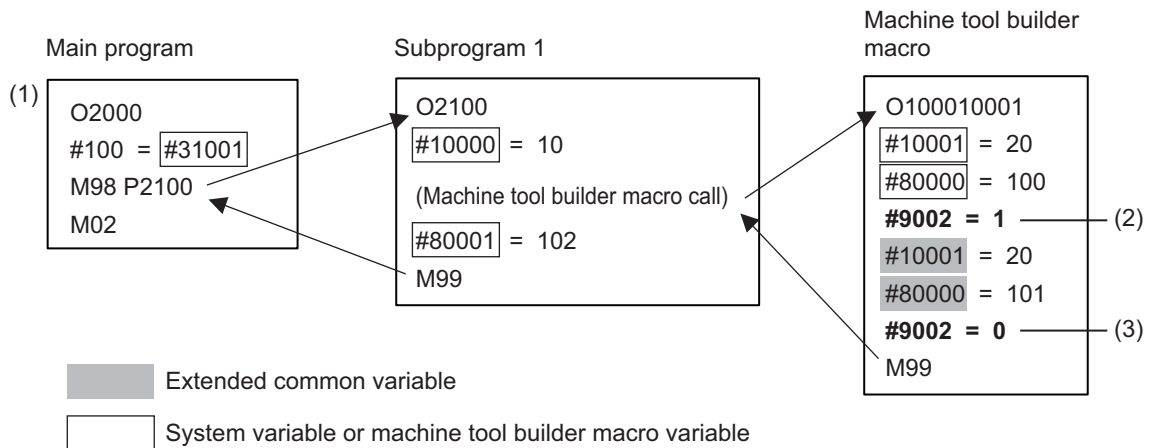 Main program
(1)
O2000
#100 = #31001
M98 P2100
M02
Subprogram 1
O2100
#10000 = 10
(Machine tool builder macro call)
#80001 = 102
M99
Machine tool builder
macro
O100010001
#10001 = 20
#80000 = 100
#9002 = 1
(2)
#10001 = 20
#80000 = 101
#9002 = 0
(3)
M99
Extended common variable
System variable or machine tool builder macro variable